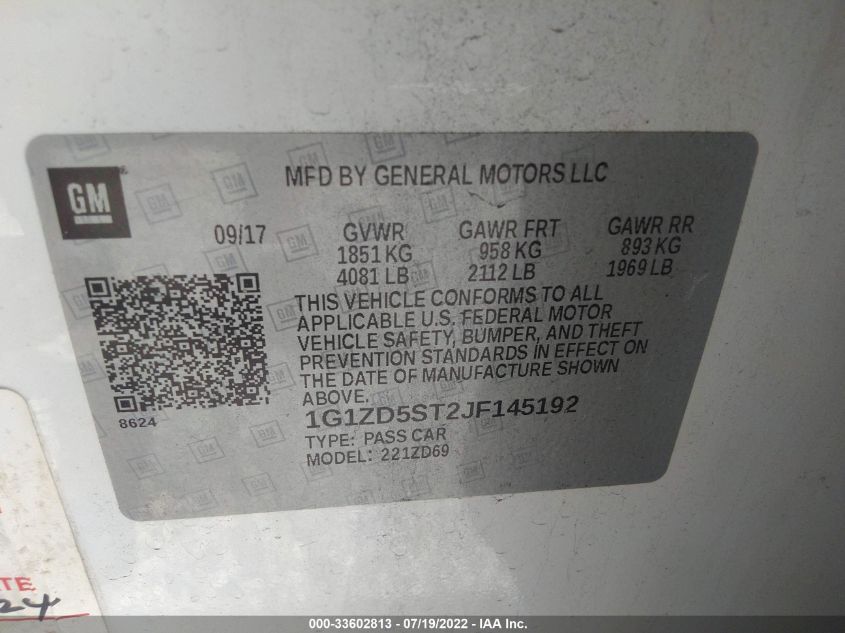 GM
MFD BY GENERAL MOTORS LLC
09/17
GVWR
1851 KG
4081 LB
GAWR FRT
958 KG
2112 LB
GAWR RR
893 KG
1969 LB
THIS VEHICLE CONFORMS TO ALL
APPLICABLE U.S. FEDERAL MOTOR
VEHICLE SAFETY, BUMPER, AND THEFT
PREVENTION STANDARDS IN EFFECT ON
THE DATE OF MANUFACTURE SHOWN
ABOVE.
8624
1G1ZD5ST2JF145192
TYPE: PASS CAR
MODEL: 221ZD69
TE
24
000-33602813 - 07/19/2022 - IAA Inc.